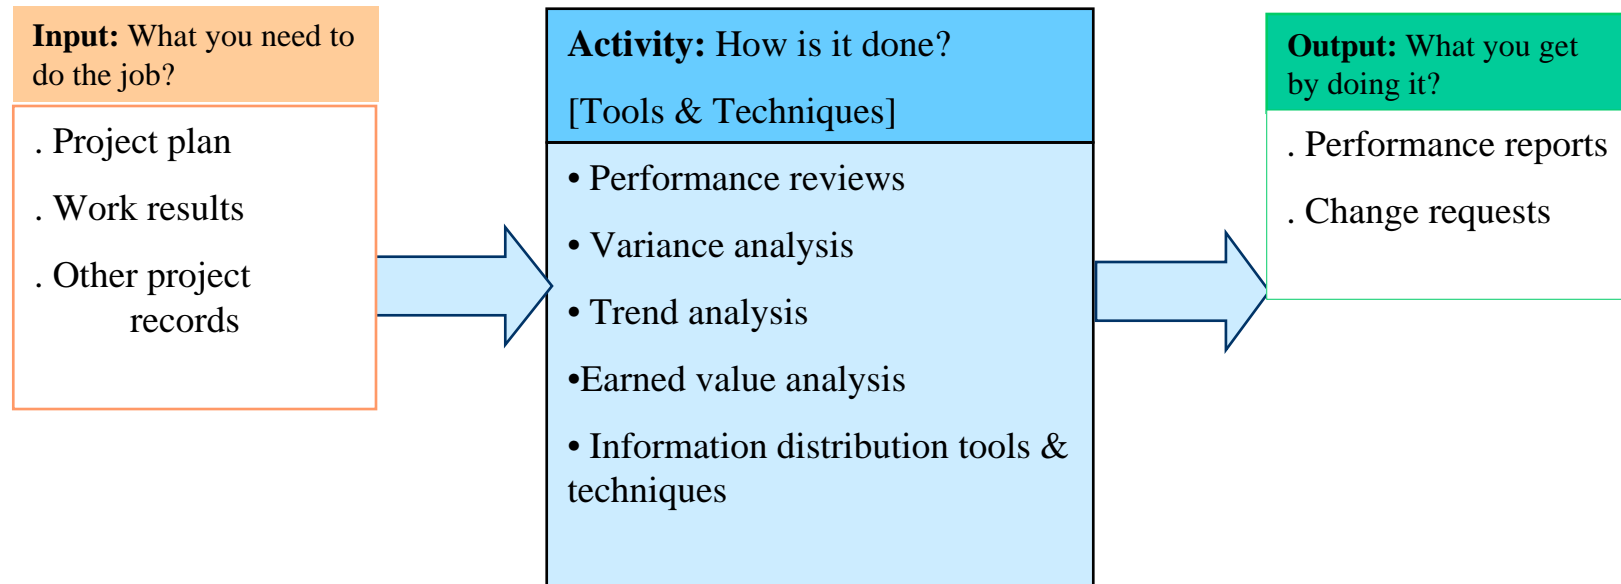 Input: What you need to
do the job?
. Project plan
. Work results
. Other project
records
Activity: How is it done?
[Tools & Techniques]
• Performance reviews
• Variance analysis
• Trend analysis
•Earned value analysis
• Information distribution tools &
techniques
Output: What you get
by doing it?
. Performance reports
. Change requests